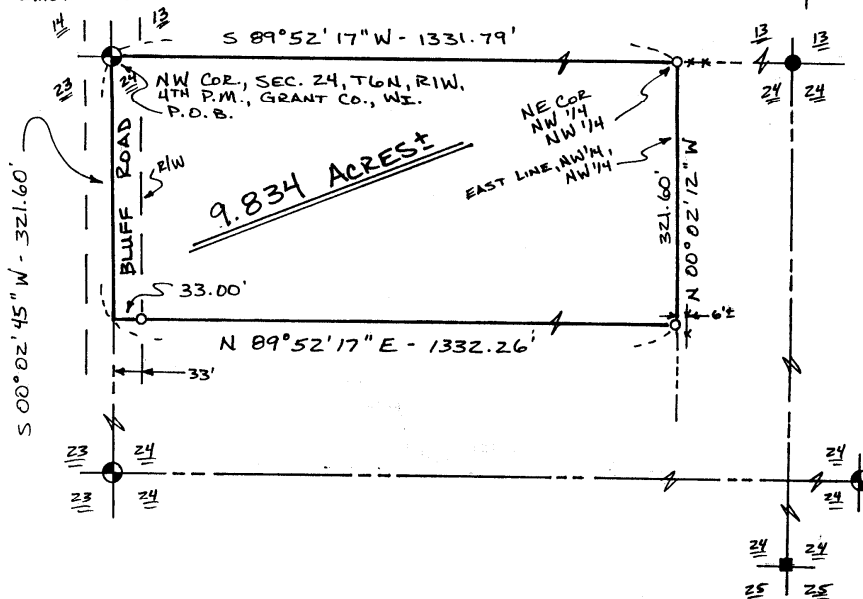 14
13
S 89°52'17" W - 1331.79'
13
13
23
24
24
24
NW COR., SEC. 24, T6N, R1W,
4TH P.M., GRANT CO., WI.
P.O.B.
NE COR
NW 1/4
NW 1/4
EAST LINE, NW 1/4,
NW 1/4
BLUFF ROAD
R/W
9.834 ACRES±
S 00°02'45" W - 321.60'
321.60'
N 00°02'12" W
33.00'
6'±
N 89°52'17" E - 1332.26'
33'
23
24
23
24
24
24
24
24
25
25